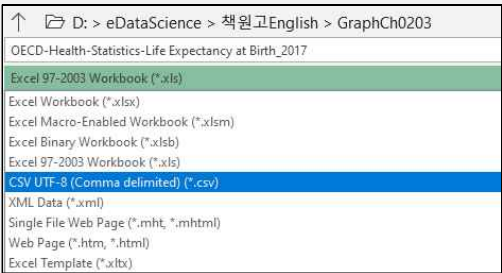 ↑ D: > eDataScience > 책원고English > GraphCh0203
OECD-Health-Statistics-Life Expectancy at Birth_2017
Excel 97-2003 Workbook (*.xls)
Excel Workbook (*.xlsx)
Excel Macro-Enabled Workbook (*.xlsm)
Excel Binary Workbook (*.xlsb)
Excel 97-2003 Workbook (*.xls)
CSV UTF-8 (Comma delimited) (*.csv)
XML Data (*.xml)
Single File Web Page (*.mht, *.mhtml)
Web Page (*.htm, *.html)
Excel Template (*.xltx)